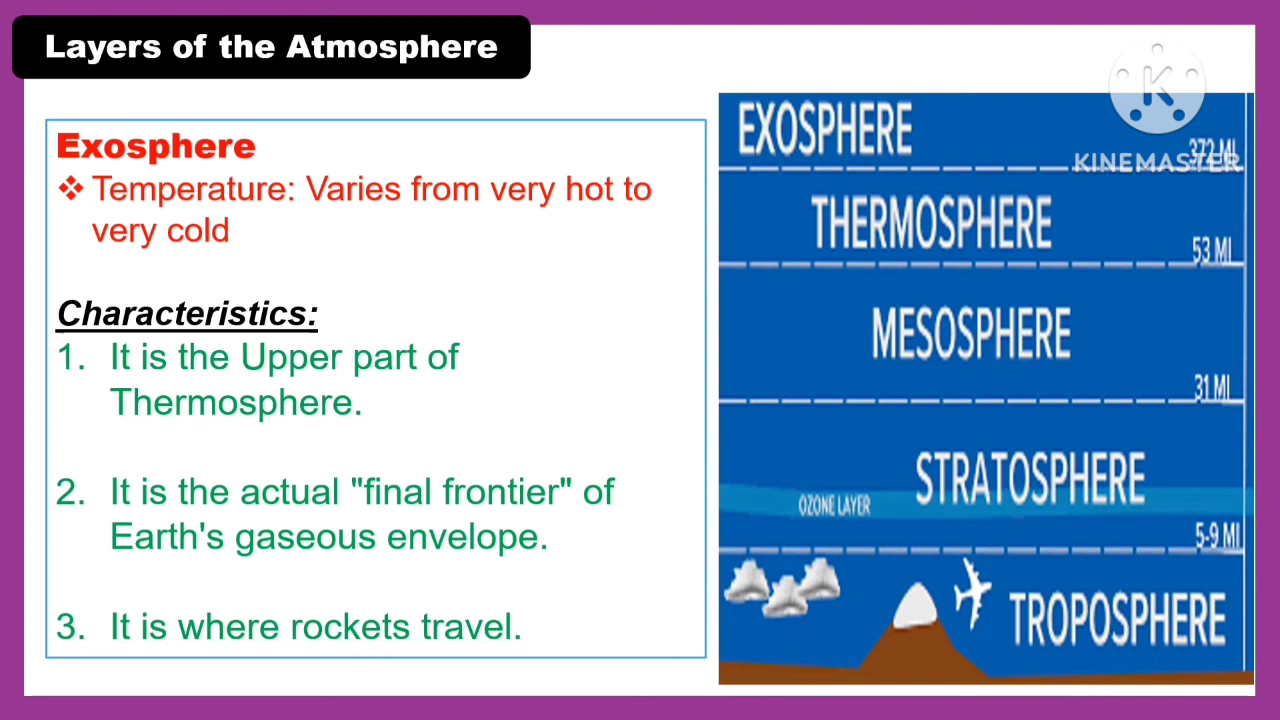 Layers of the Atmosphere
Exosphere
❖ Temperature: Varies from very hot to
very cold
Characteristics:
1. It is the Upper part of
Thermosphere.
2. It is the actual "final frontier" of
Earth's gaseous envelope.
3. It is where rockets travel.
EXOSPHERE
K
KINEMASTER
372 MI
THERMOSPHERE
53 MI
MESOSPHERE
31 MI
STRATOSPHERE
OZONE LAYER
5-9 MI
TROPOSPHERE